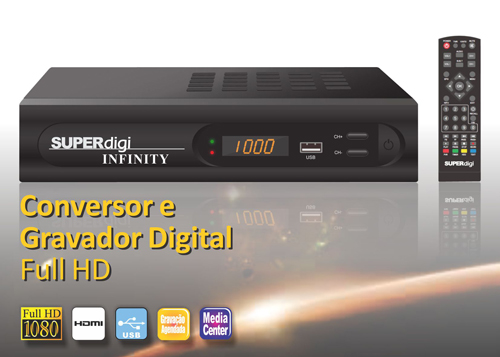 SUPERdigi
INFINITY
1000
USB
CH+
CH-
SUPERdigi
Conversor e
Gravador Digital
Full HD
Full HD
1080
HDMI
USB
Gravação
Agendada
Media
Center